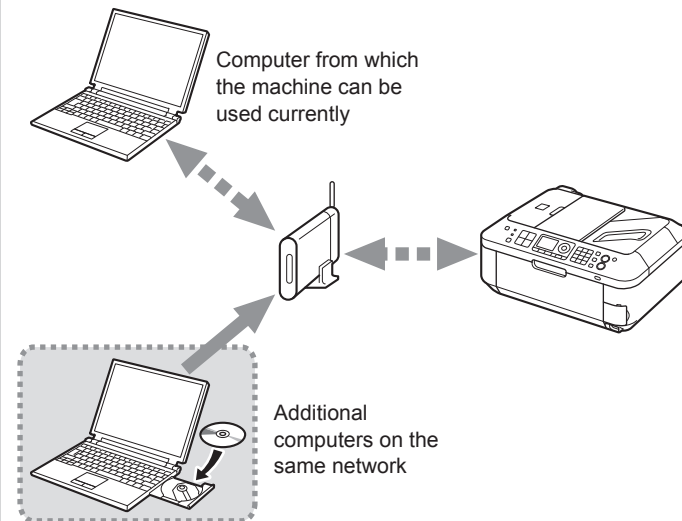 Computer from which
the machine can be
used currently
Additional
computers on the
same network